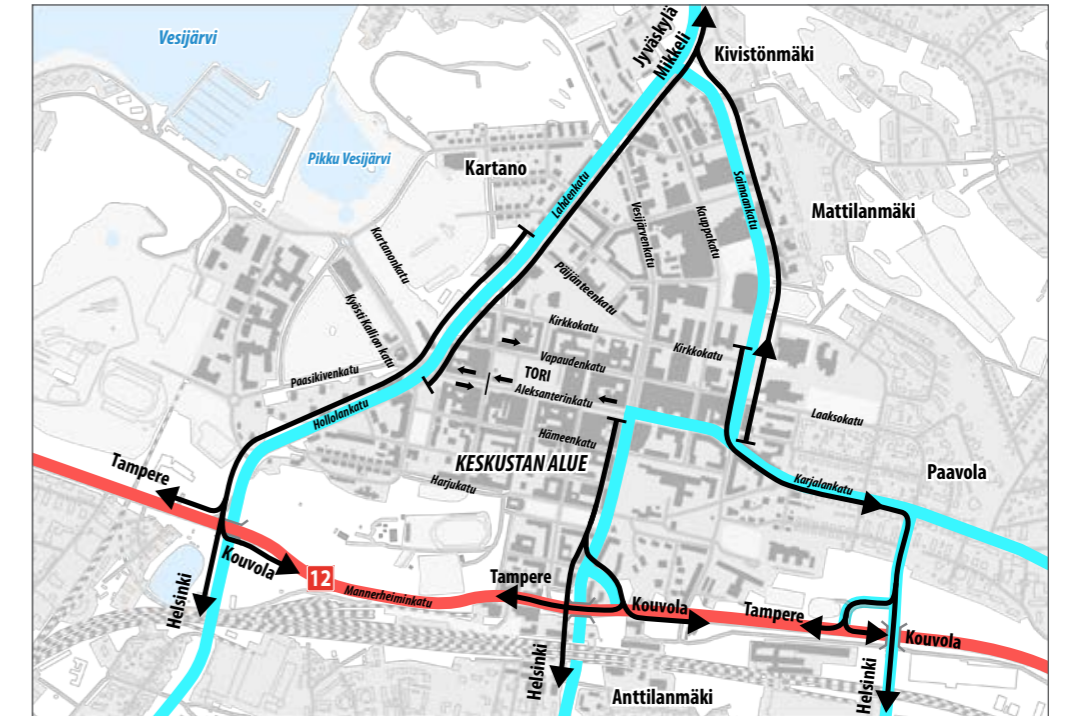 Vesijärvi
Jyväskylä
Mikkeli
Kivistönmäki
Pikku Vesijärvi
Kartano
Lahdenkatu
Saimaankatu
Vesijärvenkatu
Kauppakatu
Mattilanmäki
Kartanonkatu
Päijänteenkatu
Kyösti Kallion katu
Kirkkokatu
Kirkkokatu
Vapaudenkatu
Paasikivenkatu
TORI
Aleksanterinkatu
Hollolankatu
Laaksokatu
Hämeenkatu
KESKUSTAN ALUE
Paavola
Tampere
Harjukatu
Karjalankatu
Kouvola
12
Mannerheiminkatu
Tampere
Kouvola
Tampere
Kouvola
Helsinki
Helsinki
Helsinki
Anttilanmäki